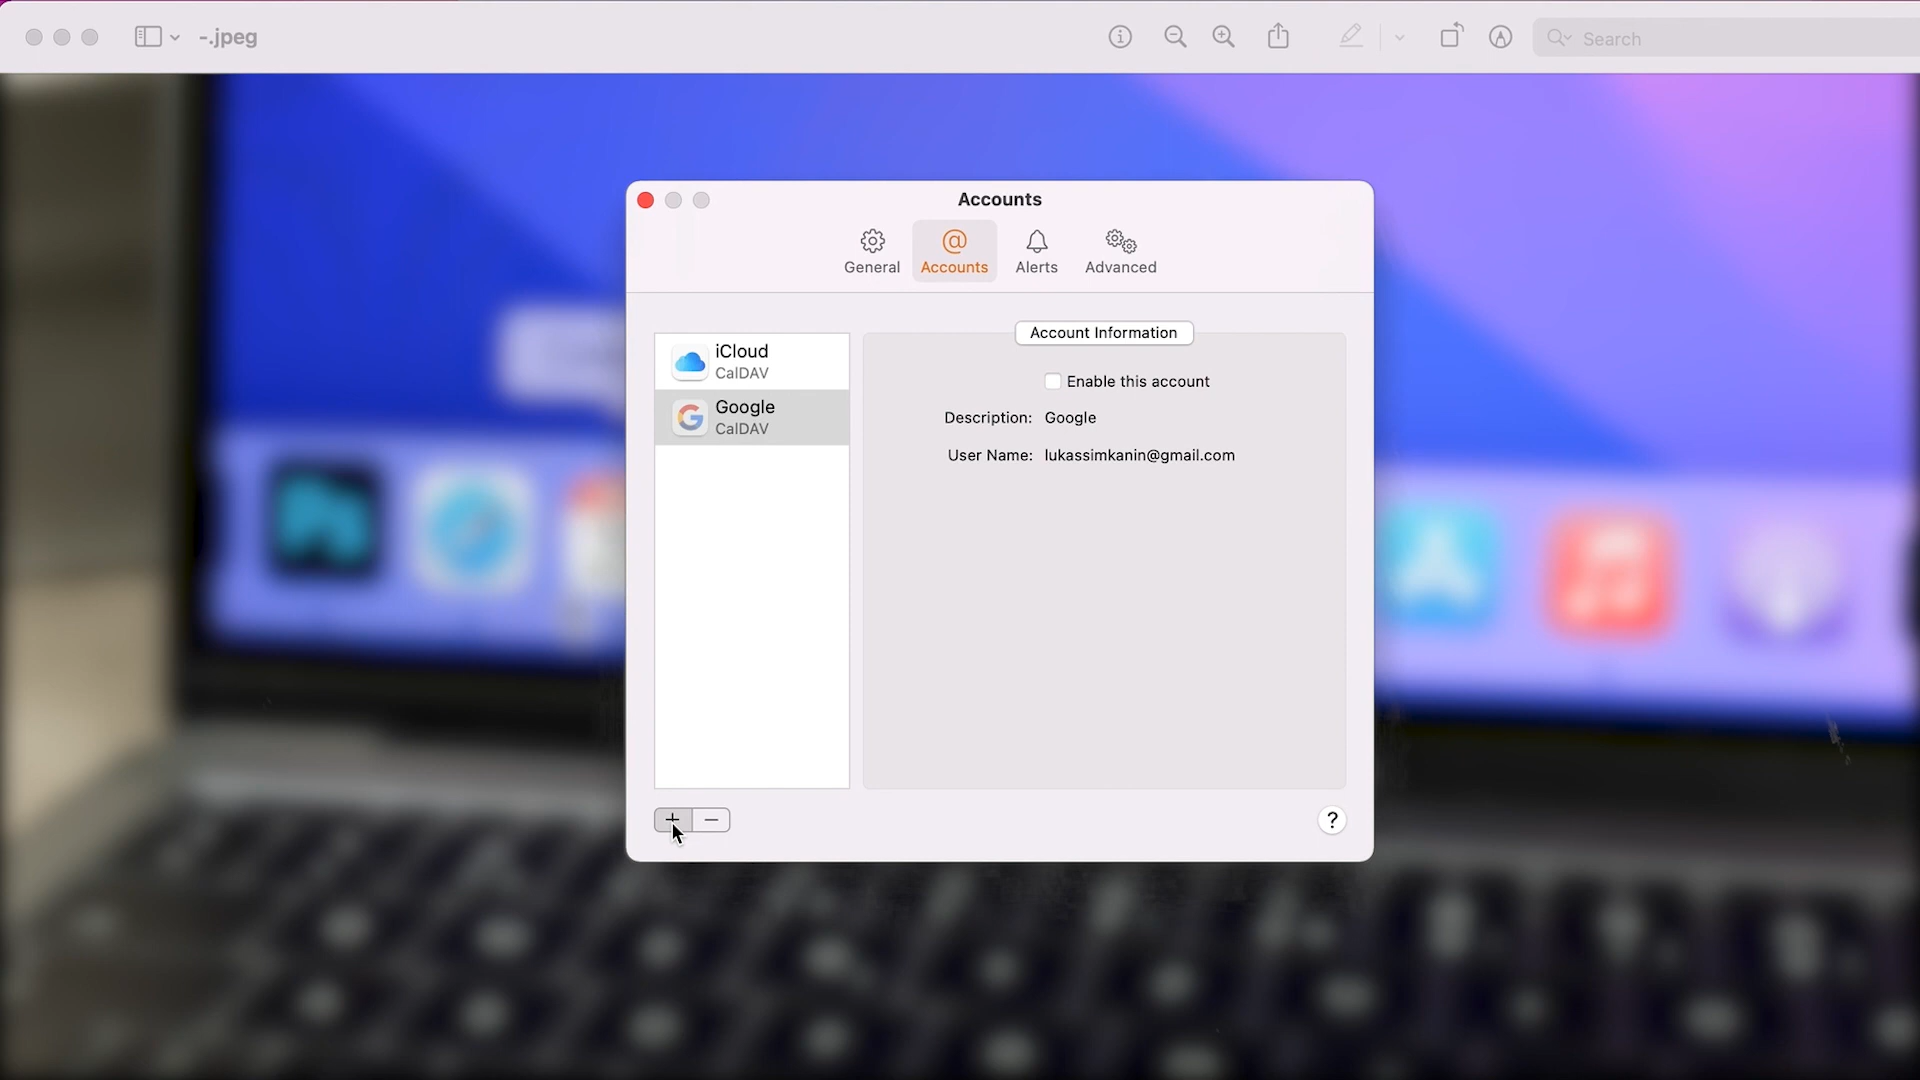 -.jpeg
Search
Accounts
General Accounts Alerts Advanced
iCloud
CalDAV
Google
CalDAV
Account Information
Enable this account
Description: Google
User Name: lukassimkanin@gmail.com
+ −
?